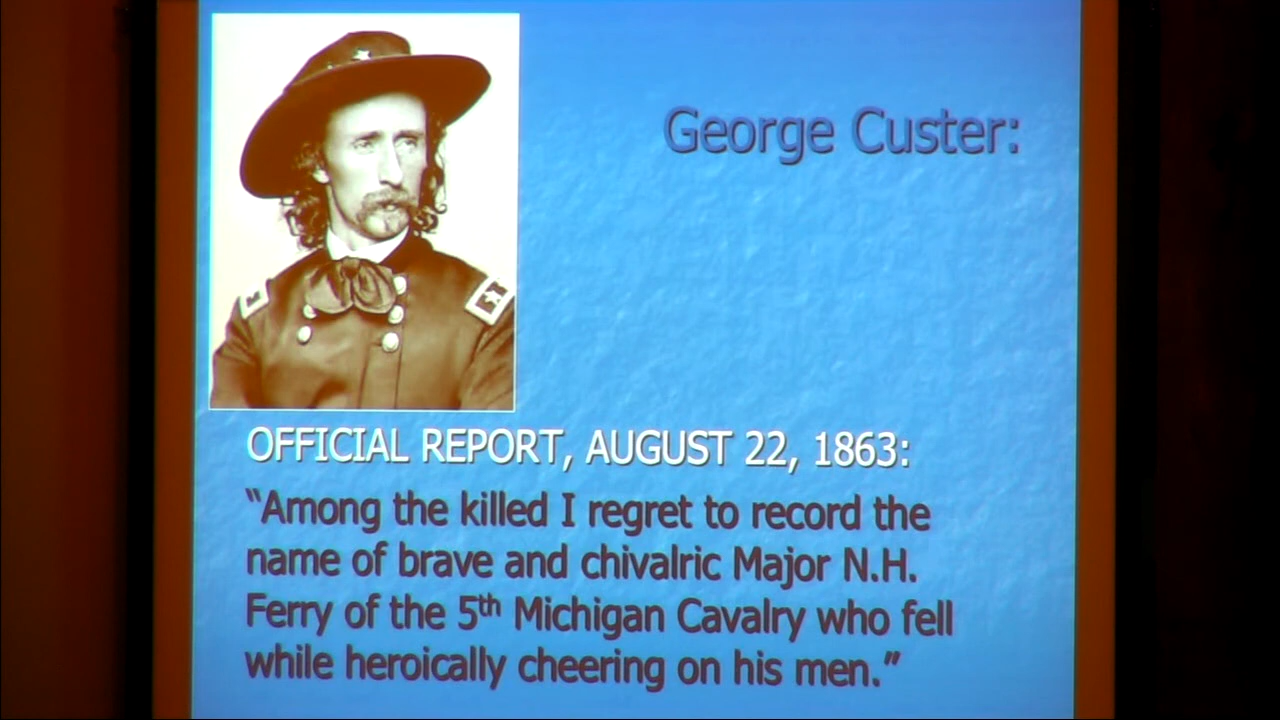 George Custer:
OFFICIAL REPORT, AUGUST 22, 1863:
“Among the killed I regret to record the
name of brave and chivalric Major N.H.
Ferry of the 5th Michigan Cavalry who fell
while heroically cheering on his men.”